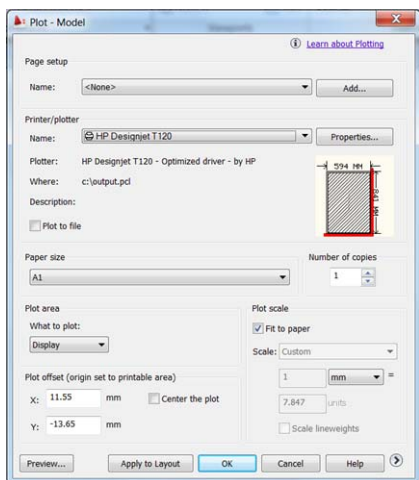 Plot - Model
Learn about Plotting
Page setup
Name: <None> Add...
Printer/plotter
Name: HP Designjet T120 Properties...
Plotter: HP Designjet T120 - Optimized driver - by HP
Where: c:\output.pcl
Description:
Plot to file
594 MM
841 MM
Paper size
A1
Number of copies
1
Plot area
What to plot:
Display
Plot offset (origin set to printable area)
X: 11.55 mm Center the plot
Y: -13.65 mm
Plot scale
Fit to paper
Scale: Custom
1 mm =
7.847 units
Scale lineweights
Preview... Apply to Layout OK Cancel Help